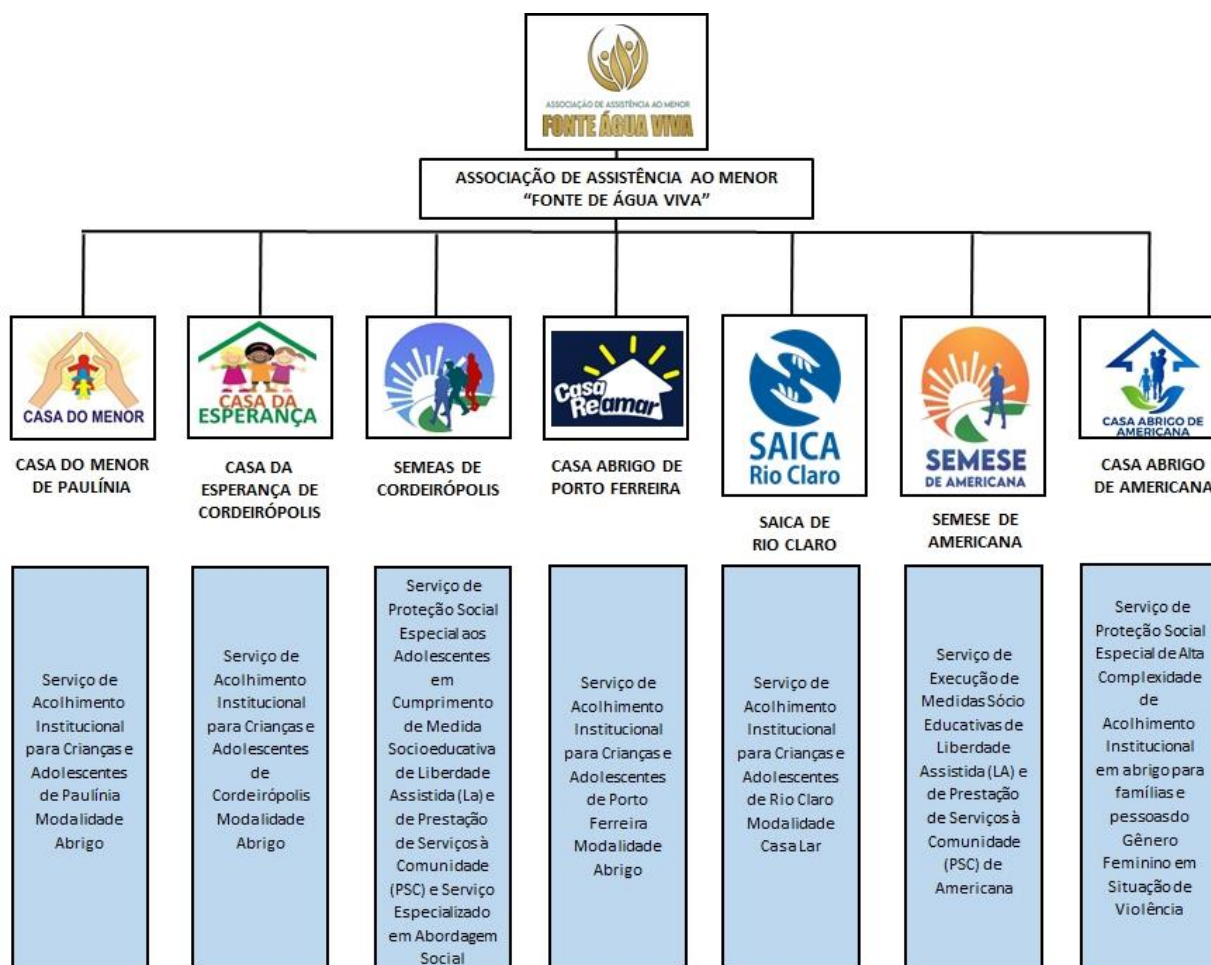 ASSOCIAÇÃO DE ASSISTÊNCIA AO MENOR
FONTE ÁGUA VIVA
ASSOCIAÇÃO DE ASSISTÊNCIA AO MENOR
“FONTE DE ÁGUA VIVA”
CASA DO MENOR
CASA DO MENOR
DE PAULÍNIA
CASA DA
ESPERANÇA
CASA DA
ESPERANÇA DE
CORDEIRÓPOLIS
SEMEAS DE
CORDEIRÓPOLIS
Casa
Reamar
CASA ABRIGO DE
PORTO FERREIRA
SAICA
Rio Claro
SAICA DE
RIO CLARO
SEMESE
DE AMERICANA
SEMESE DE
AMERICANA
CASA ABRIGO DE
AMERICANA
CASA ABRIGO
DE AMERICANA
Serviço de
Acolhimento
Institucional
para Crianças e
Adolescentes
de Paulínia
Modalidade
Abrigo
Serviço de
Acolhimento
Institucional
para Crianças e
Adolescentes
de
Cordeirópolis
Modalidade
Abrigo
Serviço de
Proteção Social
Especial aos
Adolescentes
em
Cumprimento
de Medida
Socioeducativa
de Liberdade
Assistida (La) e
de Prestação
de Serviços à
Comunidade
(PSC) e Serviço
Especializado
em Abordagem
Social
Serviço de
Acolhimento
Institucional
para Crianças e
Adolescentes
de Porto
Ferreira
Modalidade
Abrigo
Serviço de
Acolhimento
Institucional
para Crianças e
Adolescentes
de Rio Claro
Modalidade
Casa Lar
Serviço de
Execução de
Medidas Sócio
Educativas de
Liberdade
Assistida (LA) e
de Prestação
de Serviços à
Comunidade
(PSC) de
Americana
Serviço de
Proteção Social
Especial de Alta
Complexidade
de
Acolhimento
Institucional
em abrigo para
famílias e
pessoas do
Gênero
Feminino em
Situação de
Violência